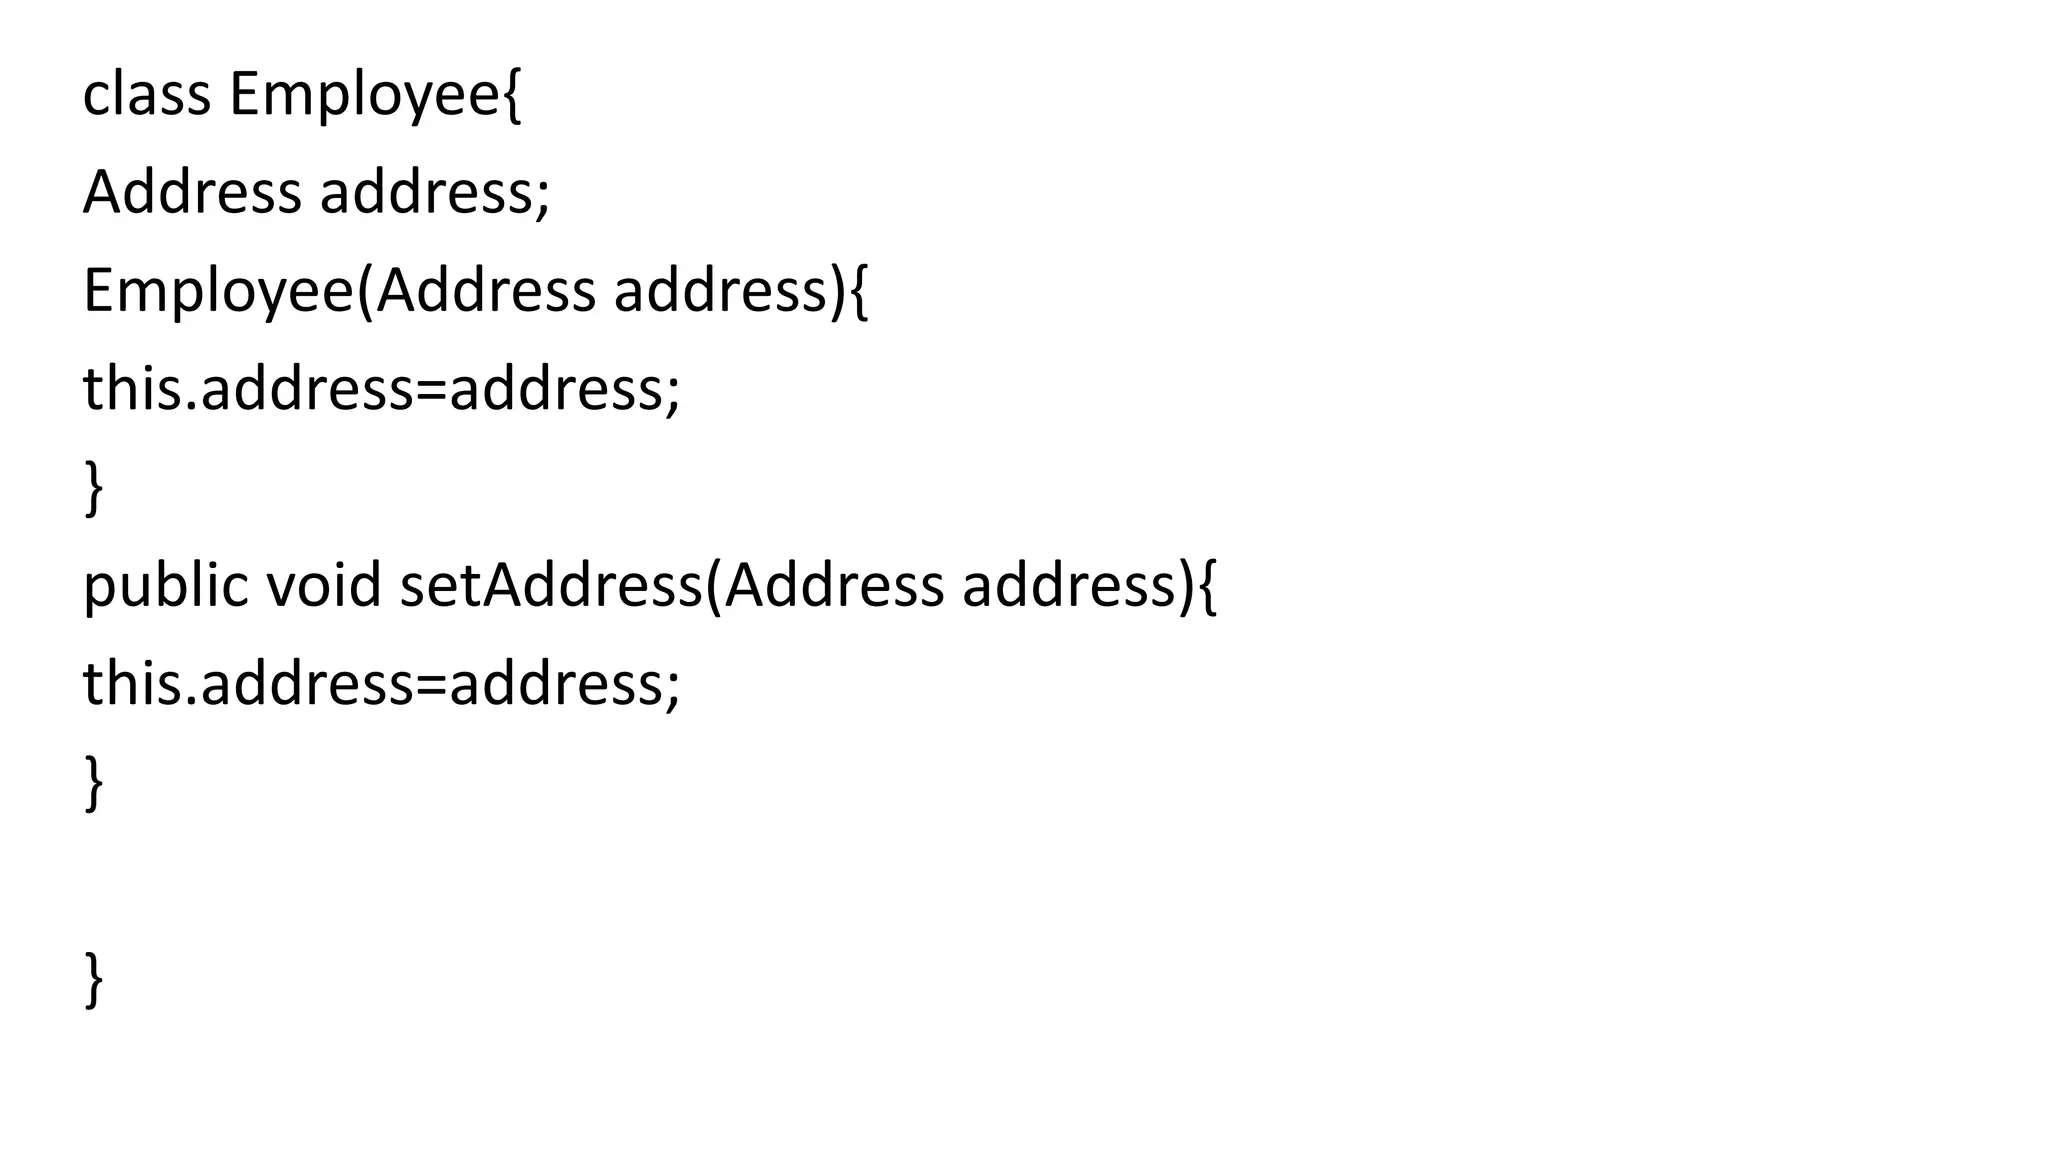 class Employee{
Address address;
Employee(Address address){
this.address=address;
}
public void setAddress(Address address){
this.address=address;
}
}